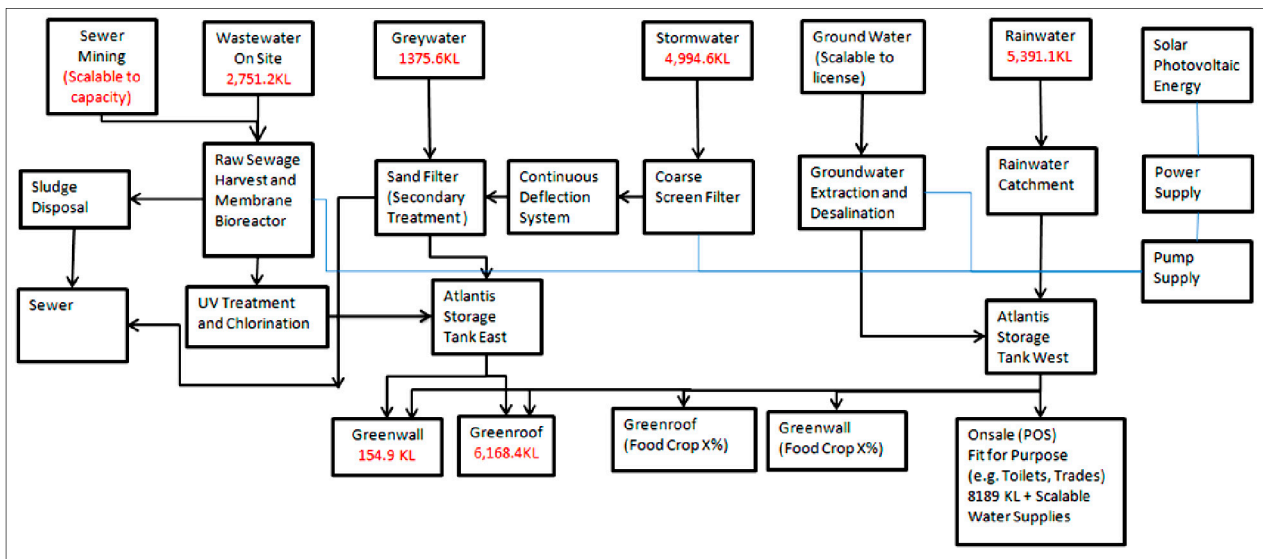 Sewer
Mining
(Scalable to
capacity)
Wastewater
On Site
2,751.2KL
Greywater
1375.6KL
Stormwater
4,994.6KL
Ground Water
(Scalable to
license)
Rainwater
5,391.1KL
Solar
Photovoltaic
Energy
Sludge
Disposal
Raw Sewage
Harvest and
Membrane
Bioreactor
Sand Filter
(Secondary
Treatment )
Continuous
Deflection
System
Coarse
Screen Filter
Groundwater
Extraction and
Desalination
Rainwater
Catchment
Power
Supply
Pump
Supply
Sewer
UV Treatment
and Chlorination
Atlantis
Storage
Tank East
Atlantis
Storage
Tank West
Greenwall
154.9 KL
Greenroof
6,168.4KL
Greenroof
(Food Crop X%)
Greenwall
(Food Crop X%)
Onsale (POS)
Fit for Purpose
(e.g. Toilets, Trades)
8189 KL + Scalable
Water Supplies